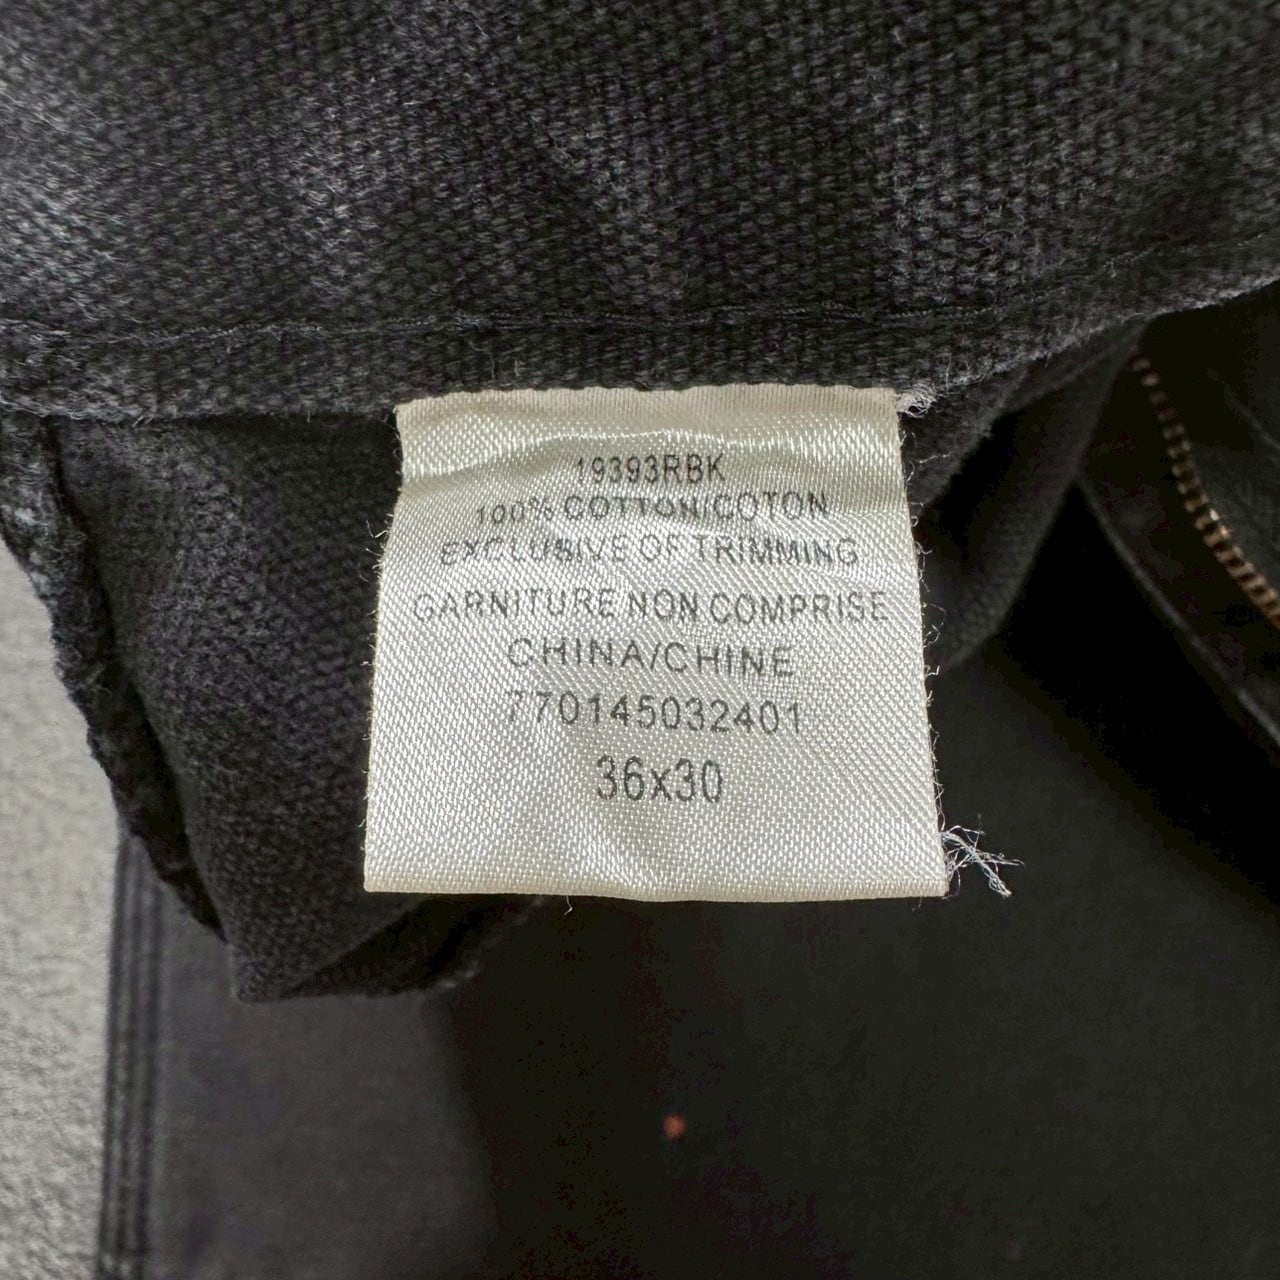 19393RBK
100% COTTON/COTON
EXCLUSIVE OF TRIMMING
GARNITURE NON COMPRISE
CHINA/CHINE
770145032401
36x30